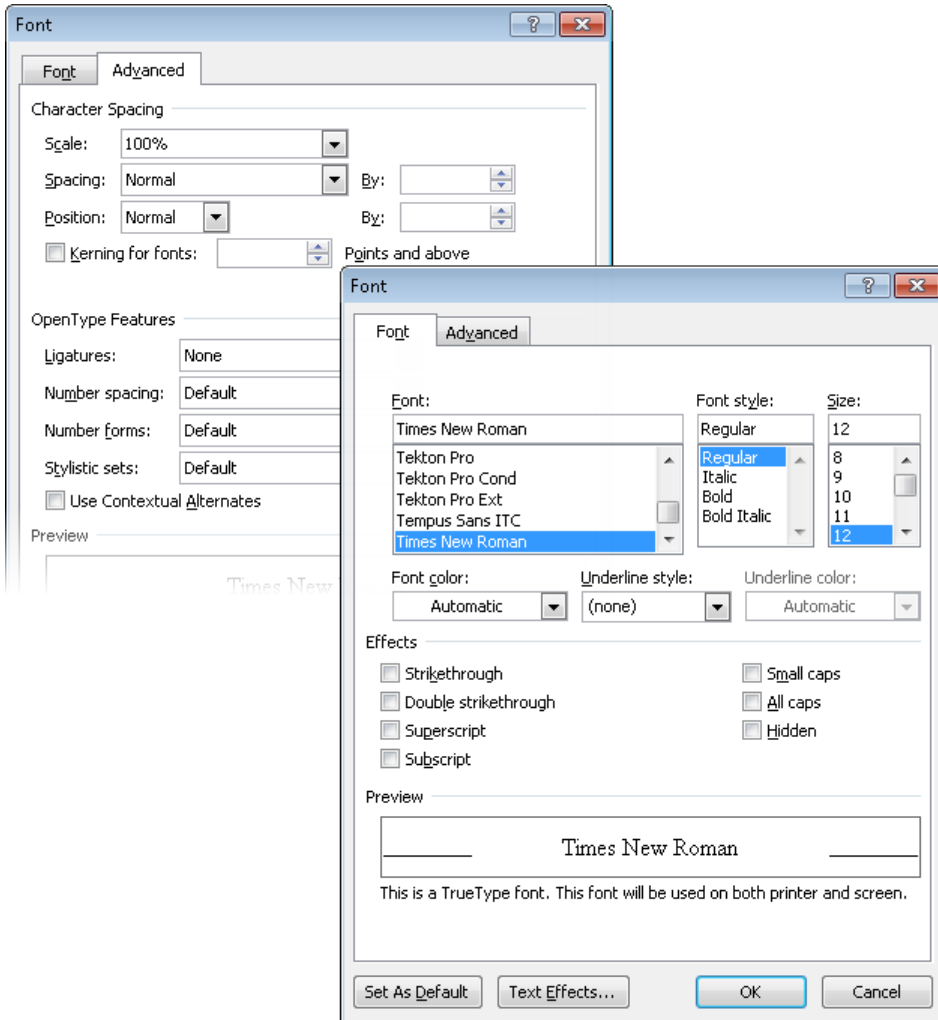 Font
Font Advanced
Character Spacing
Scale: 100%
Spacing: Normal By:
Position: Normal By:
Kerning for fonts: Points and above
OpenType Features
Ligatures: None
Number spacing: Default
Number forms: Default
Stylistic sets: Default
Use Contextual Alternates
Preview
Times New
Font
Font Advanced
Font: Font style: Size:
Times New Roman Regular 12
Tekton Pro Regular 8
Tekton Pro Cond Italic 9
Tekton Pro Ext Bold 10
Tempus Sans ITC Bold Italic 11
Times New Roman 12
Font color: Underline style: Underline color:
Automatic (none) Automatic
Effects
Strikethrough Small caps
Double strikethrough All caps
Superscript Hidden
Subscript
Preview
Times New Roman
This is a TrueType font. This font will be used on both printer and screen.
Set As Default Text Effects... OK Cancel